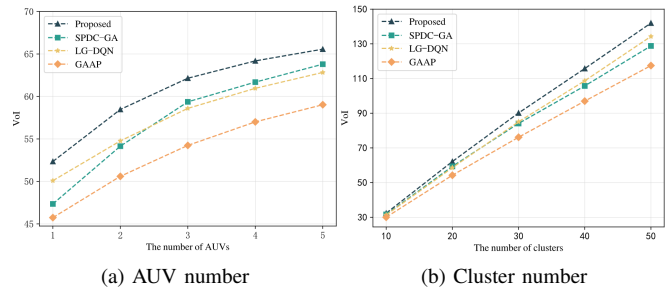 70
65
60
55
50
45
VoI
Proposed
SPDC-GA
LG-DQN
GAAP
1 2 3 4 5
The number of AUVs
(a) AUV number
150
130
110
90
70
50
30
VoI
Proposed
SPDC-GA
LG-DQN
GAAP
10 20 30 40 50
The number of clusters
(b) Cluster number